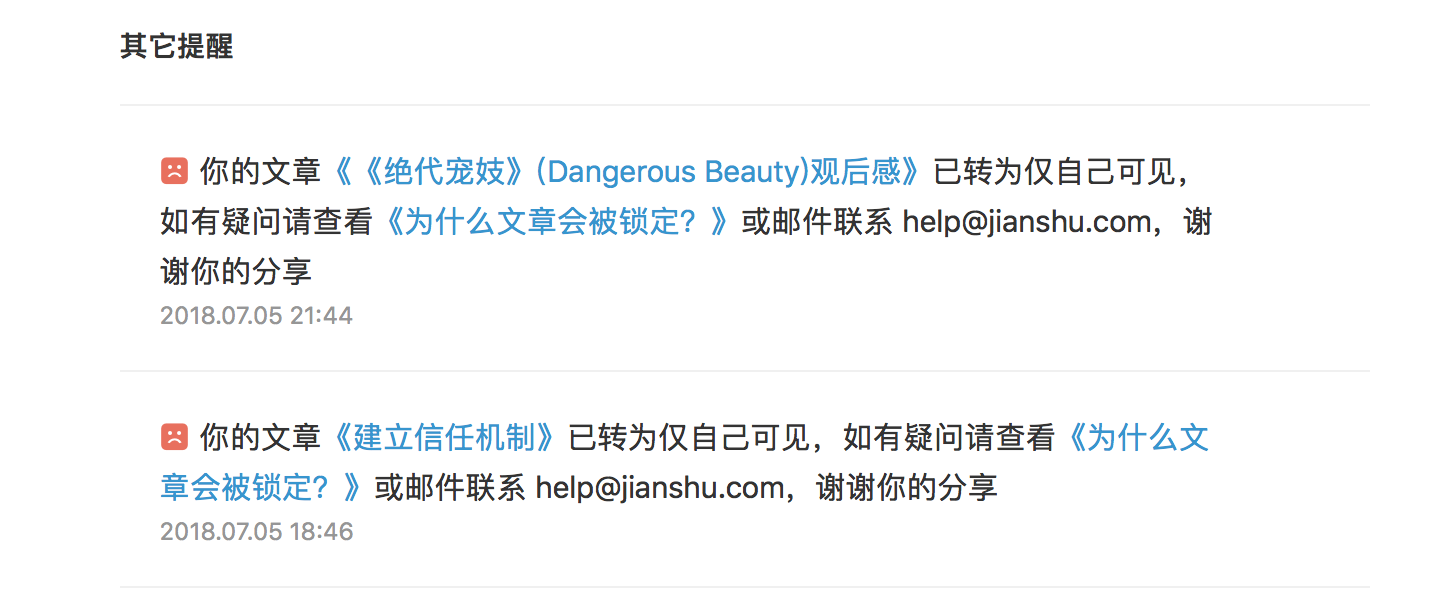 其它提醒
你的文章《《绝代宠妓》(Dangerous Beauty)观后感》已转为仅自己可见，
如有疑问请查看《为什么文章会被锁定？》或邮件联系 help@jianshu.com，谢
谢你的分享
2018.07.05 21:44
你的文章《建立信任机制》已转为仅自己可见，如有疑问请查看《为什么文
章会被锁定？》或邮件联系 help@jianshu.com，谢谢你的分享
2018.07.05 18:46